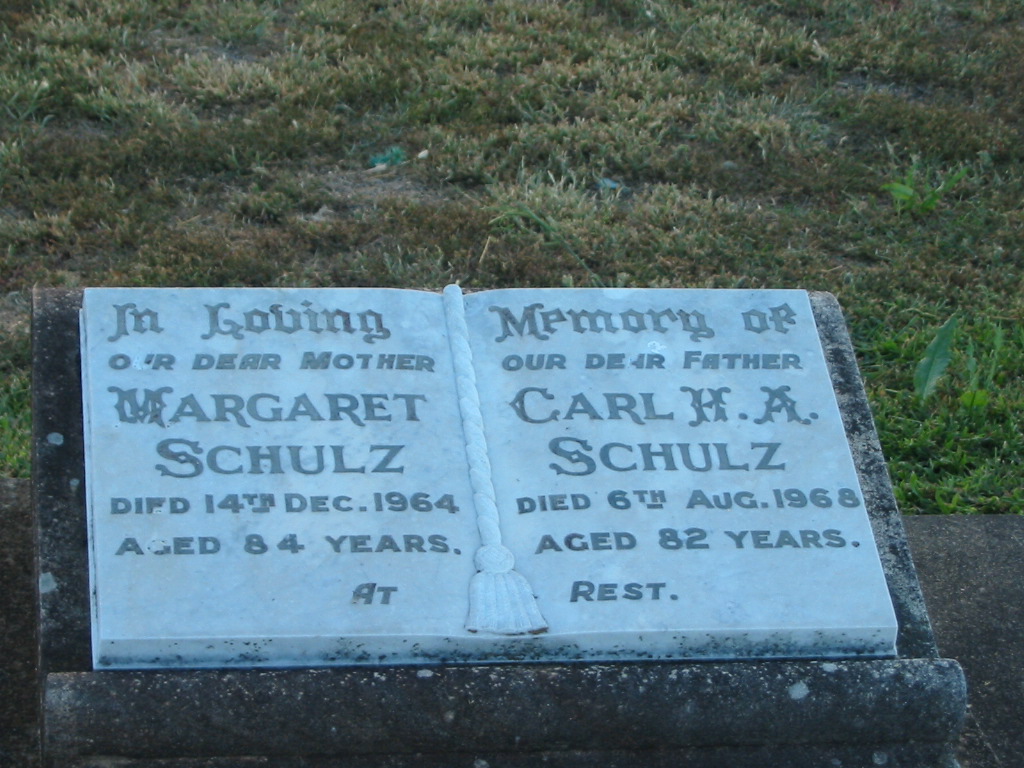 In Loving Memory of
OUR DEAR MOTHER
MARGARET
SCHULZ
DIED 14TH DEC. 1964
AGED 84 YEARS.
OUR DEAR FATHER
CARL H. A.
SCHULZ
DIED 6TH AUG. 1968
AGED 82 YEARS.
AT REST.